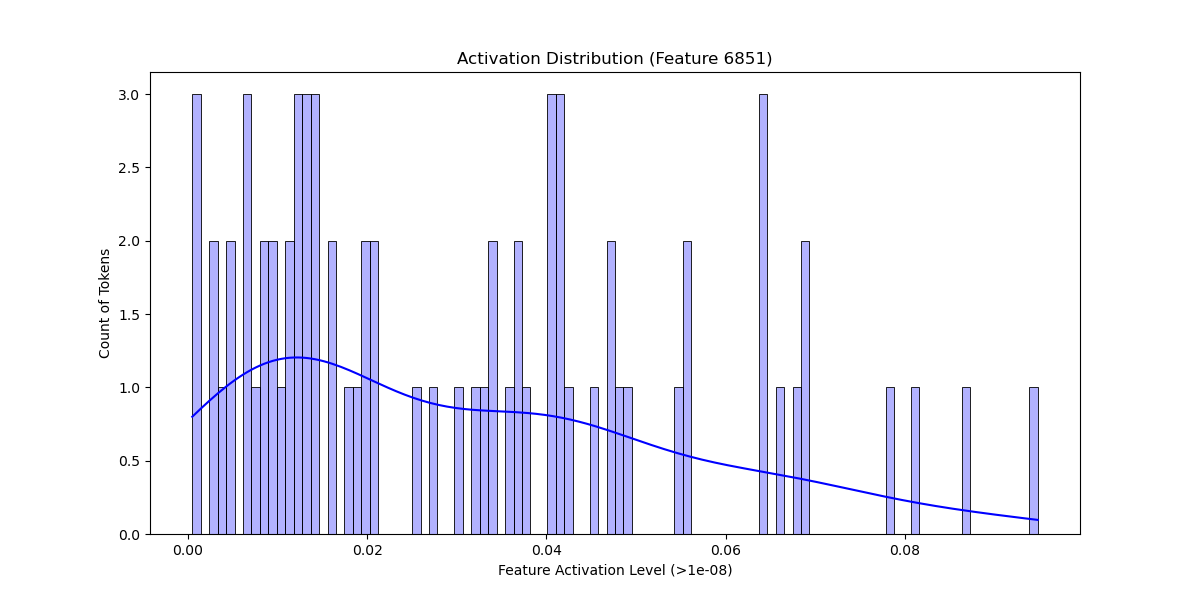 Activation Distribution (Feature 6851)
Count of Tokens
3.0
2.5
2.0
1.5
1.0
0.5
0.0
0.00 0.02 0.04 0.06 0.08
Feature Activation Level (>1e-08)